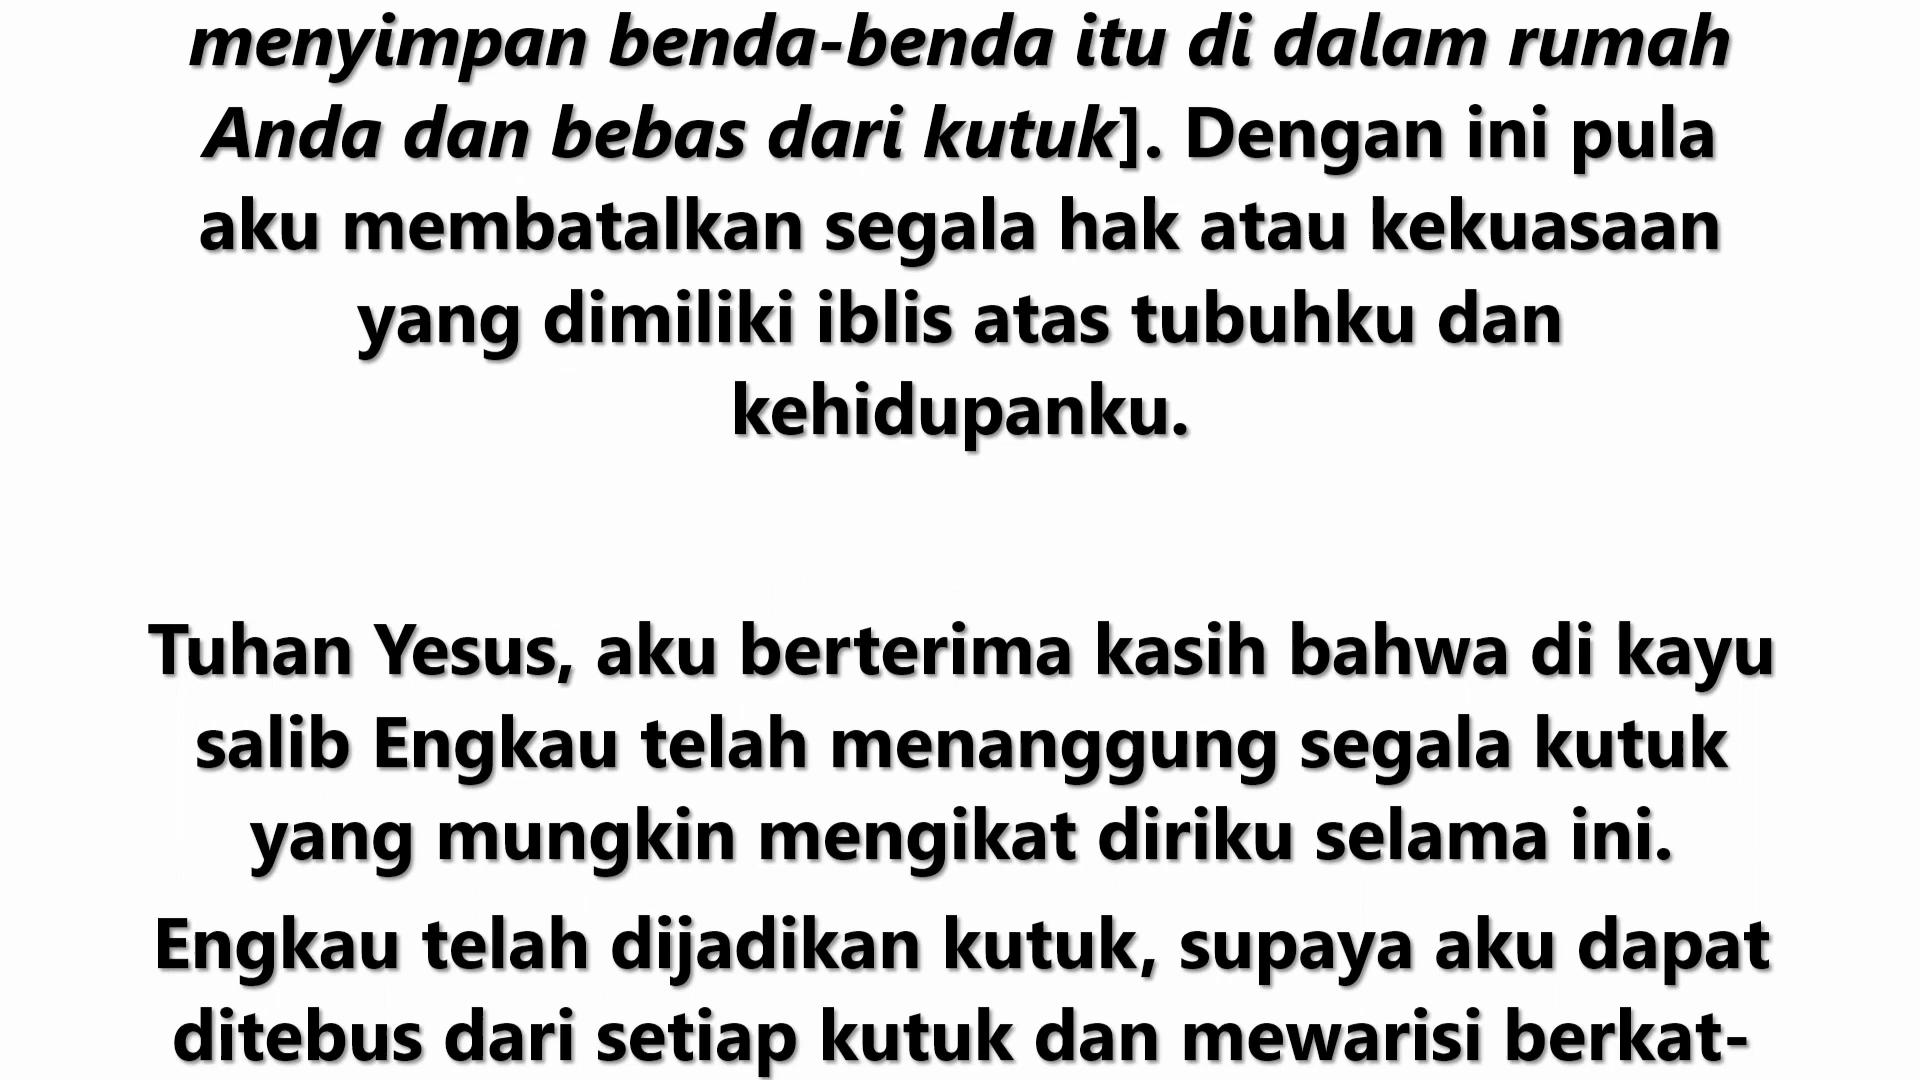 menyimpan benda-benda itu di dalam rumah
Anda dan bebas dari kutuk]. Dengan ini pula
aku membatalkan segala hak atau kekuasaan
yang dimiliki iblis atas tubuhku dan
kehidupanku.
Tuhan Yesus, aku berterima kasih bahwa di kayu
salib Engkau telah menanggung segala kutuk
yang mungkin mengikat diriku selama ini.
Engkau telah dijadikan kutuk, supaya aku dapat
ditebus dari setiap kutuk dan mewarisi berkat-